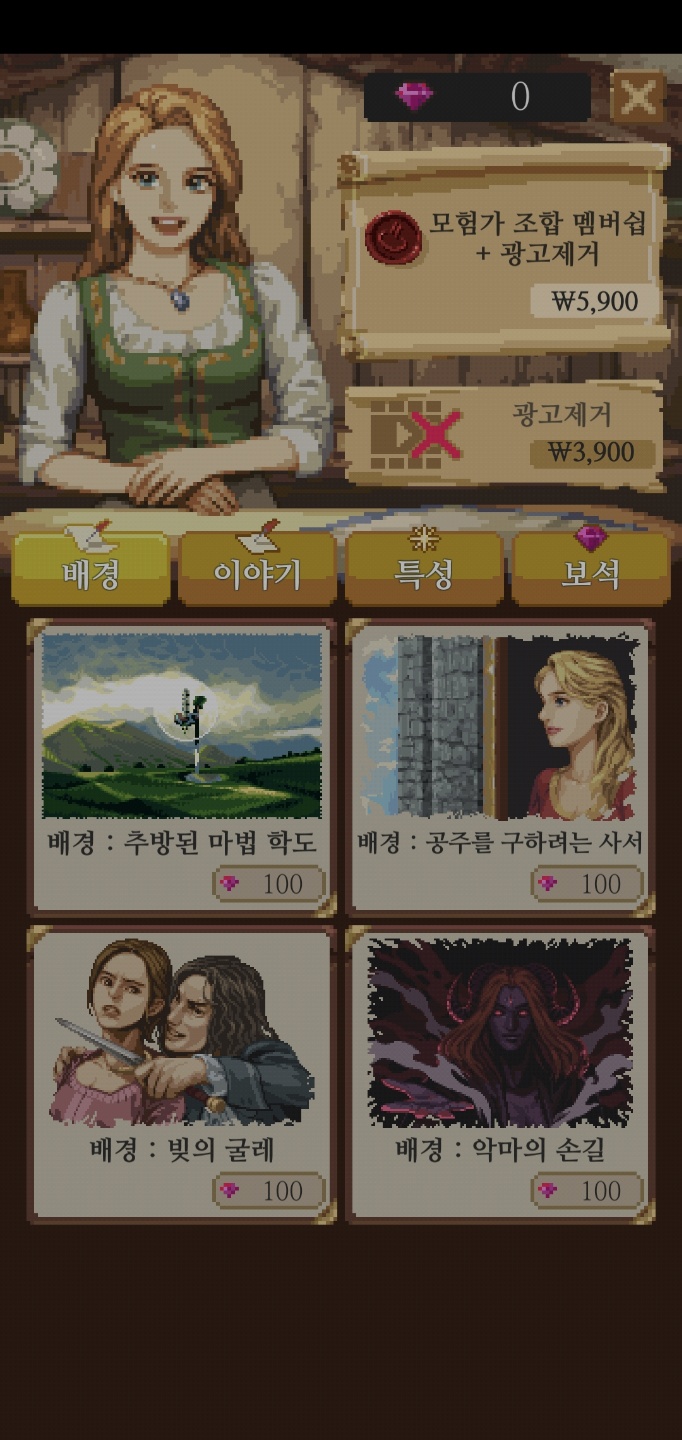 0
모험가 조합 멤버쉽
+ 광고제거
₩5,900
광고제거
₩3,900
배경 이야기 특성 보석
배경 : 추방된 마법 학도
100
배경 : 공주를 구하려는 사서
100
배경 : 빚의 굴레
100
배경 : 악마의 손길
100